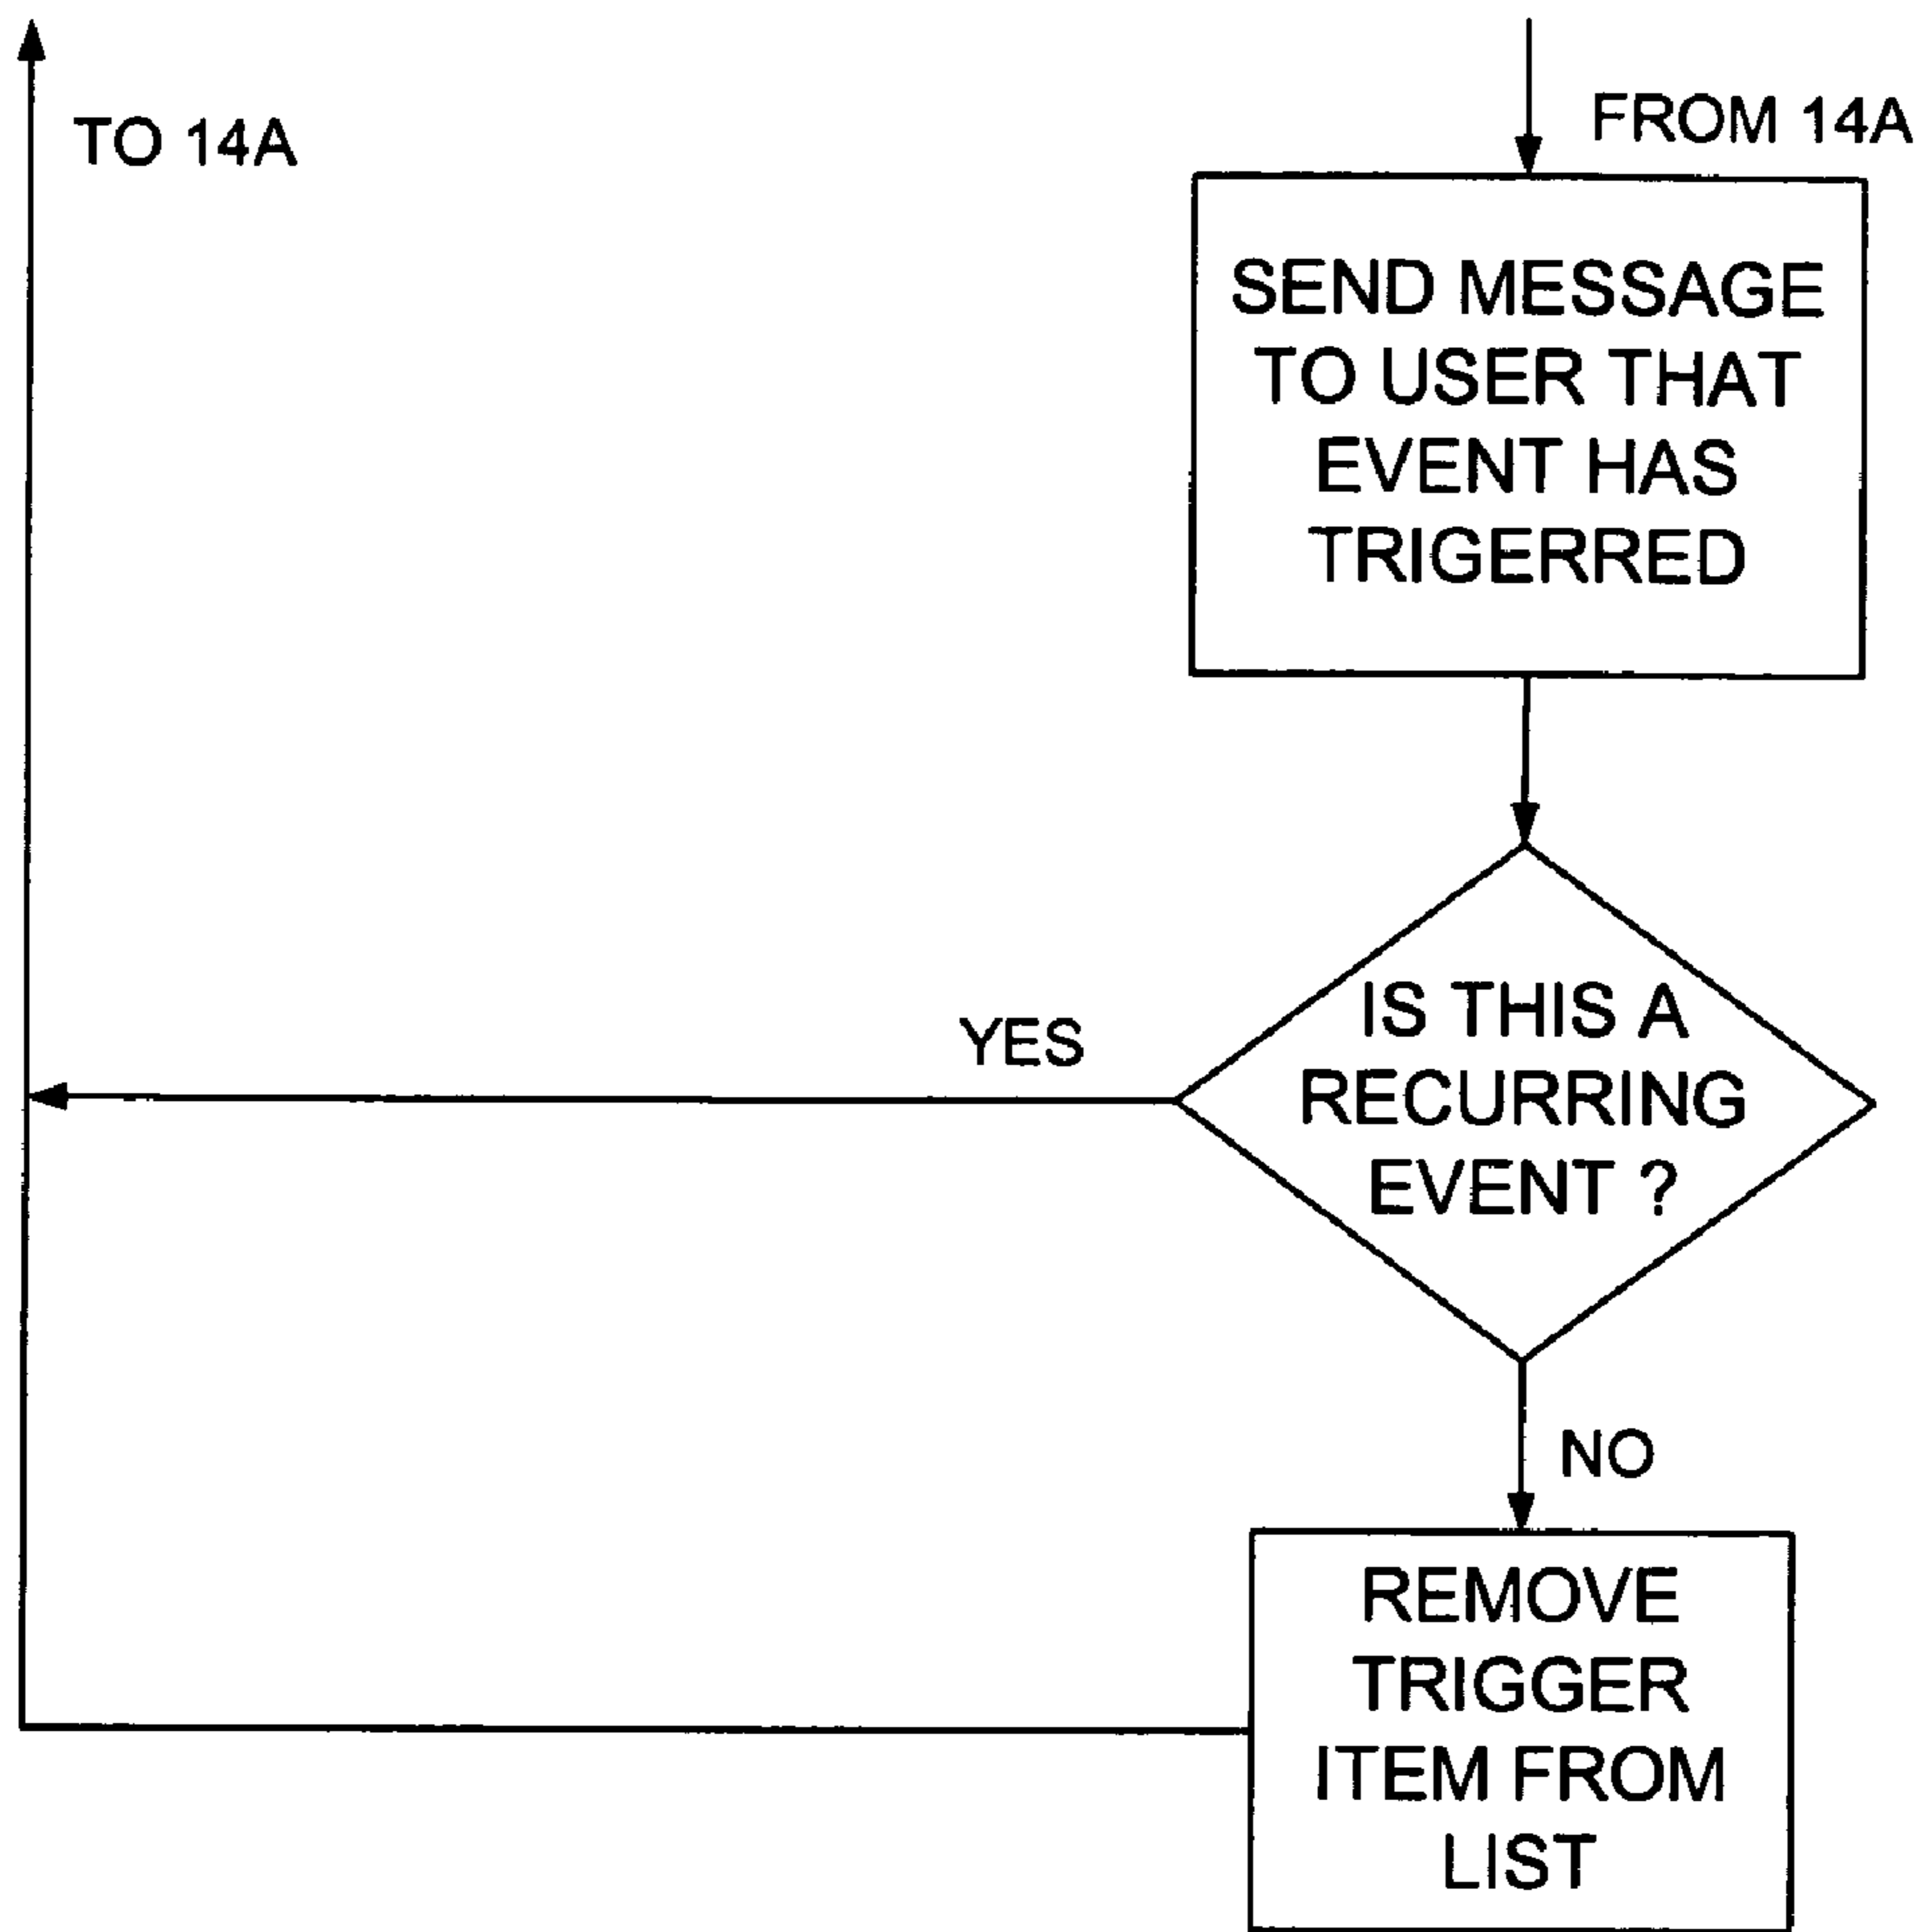 TO 14A
FROM 14A
SEND MESSAGE
TO USER THAT
EVENT HAS
TRIGERRED
IS THIS A
RECURRING
EVENT ?
YES
NO
REMOVE
TRIGGER
ITEM FROM
LIST